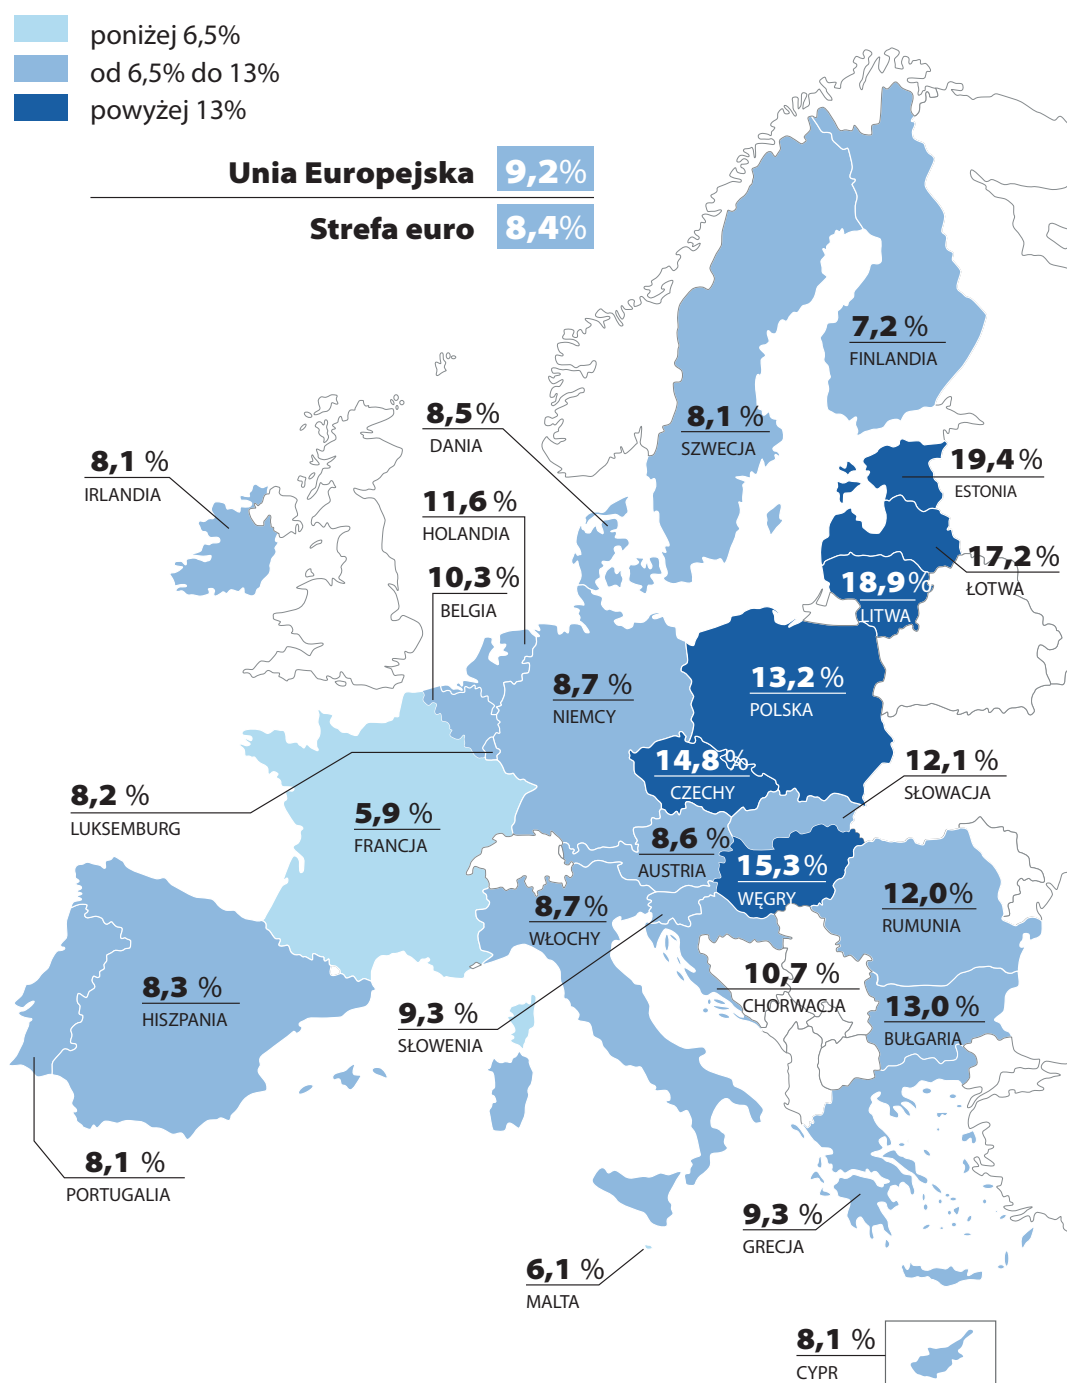 poniżej 6,5%
od 6,5% do 13%
powyżej 13%
Unia Europejska 9,2%
Strefa euro 8,4%
7,2 %
FINLANDIA
8,5 %
DANIA
8,1 %
SZWECJA
8,1 %
IRLANDIA
19,4 %
ESTONIA
11,6 %
HOLANDIA
17,2 %
ŁOTWA
10,3 %
BELGIA
18,9 %
LITWA
8,7 %
NIEMCY
13,2 %
POLSKA
14,8 %
CZECHY
12,1 %
SŁOWACJA
8,2 %
LUKSEMBURG
5,9 %
FRANCJA
8,6 %
AUSTRIA
15,3 %
WĘGRY
12,0 %
RUMUNIA
8,7 %
WŁOCHY
10,7 %
CHORWACJA
8,3 %
HISZPANIA
9,3 %
SŁOWENIA
13,0 %
BUŁGARIA
8,1 %
PORTUGALIA
9,3 %
GRECJA
6,1 %
MALTA
8,1 %
CYPR